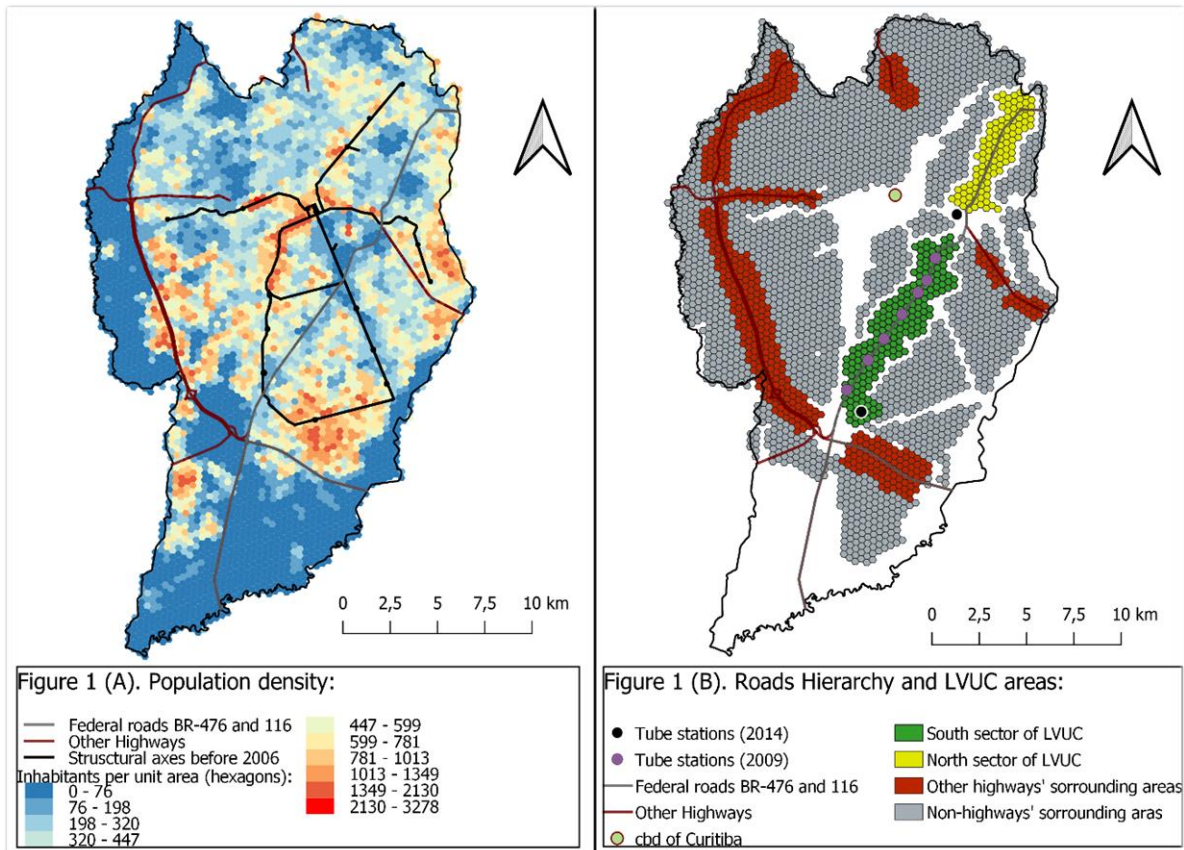 0 2,5 5 7,5 10 km
Figure 1 (A). Population density:
Federal roads BR-476 and 116
Other Highways
Strusctural axes before 2006
Inhabitants per unit area (hexagons):
0 - 76
76 - 198
198 - 320
320 - 447
447 - 599
599 - 781
781 - 1013
1013 - 1349
1349 - 2130
2130 - 3278
0 2,5 5 7,5 10 km
Figure 1 (B). Roads Hierarchy and LVUC areas:
Tube stations (2014)
Tube stations (2009)
Federal roads BR-476 and 116
Other Highways
cbd of Curitiba
South sector of LVUC
North sector of LVUC
Other highways' sorrounding areas
Non-highways' sorrounding aras